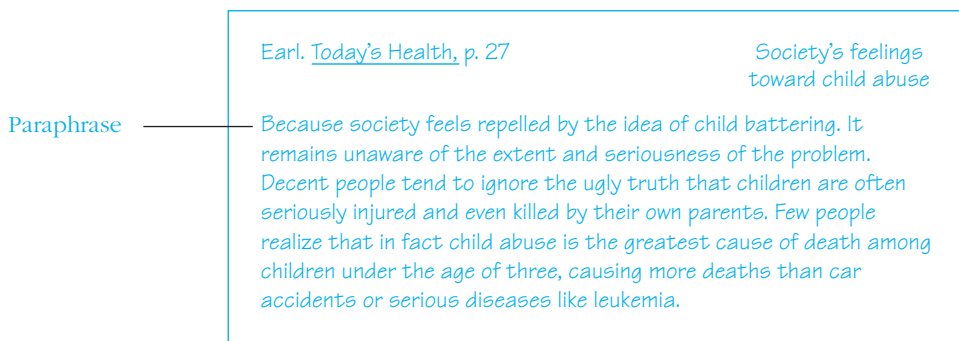 Earl. Today's Health, p. 27
Society's feelings
toward child abuse
Paraphrase
Because society feels repelled by the idea of child battering. It
remains unaware of the extent and seriousness of the problem.
Decent people tend to ignore the ugly truth that children are often
seriously injured and even killed by their own parents. Few people
realize that in fact child abuse is the greatest cause of death among
children under the age of three, causing more deaths than car
accidents or serious diseases like leukemia.